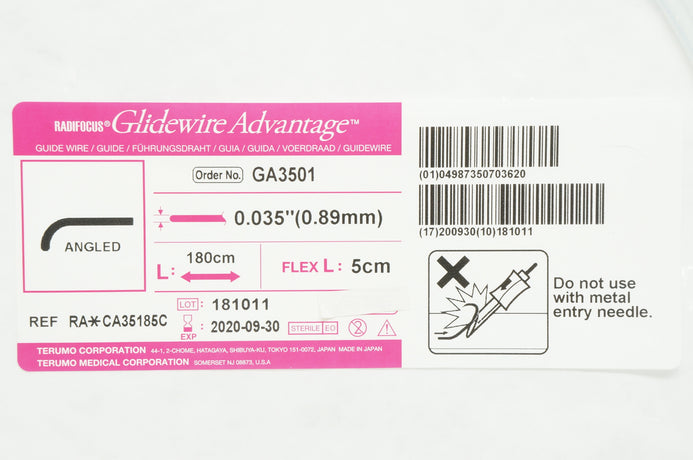 RADIFOCUS® Glidewire Advantage™
GUIDE WIRE / GUIDE / FÜHRUNGSDRAHT / GUIA / GUIDA / VOERDRAAD / GUIDEWIRE
Order No. GA3501
0.035"(0.89mm)
ANGLED
L: 180cm
FLEX L: 5cm
REF RA*CA35185C
LOT: 181011
EXP : 2020-09-30
STERILE EO
TERUMO CORPORATION 44-1, 2-CHOME, HATAGAYA, SHIBUYA-KU, TOKYO 151-0072, JAPAN MADE IN JAPAN
TERUMO MEDICAL CORPORATION SOMERSET NJ 08873, U.S.A
(01)04987350703620
(17)200930(10)181011
Do not use
with metal
entry needle.